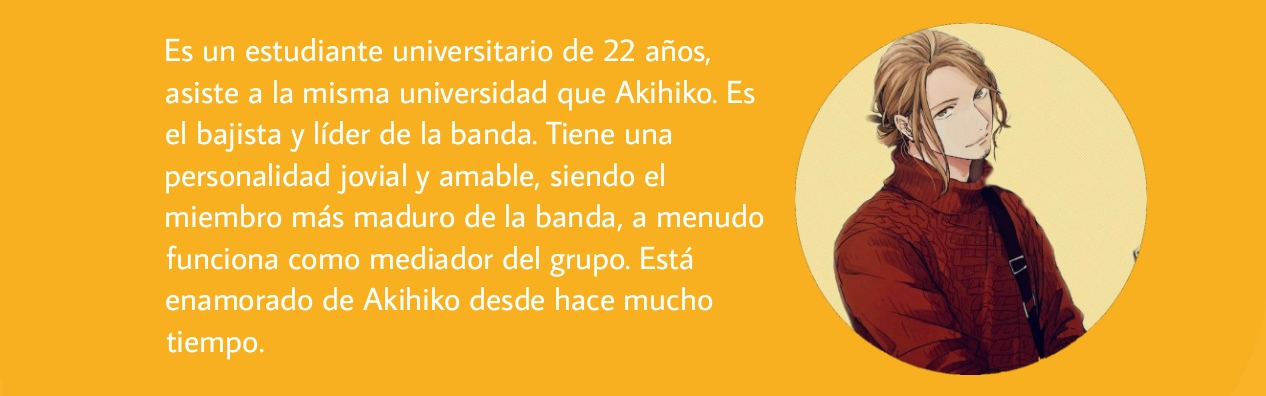 Es un estudiante universitario de 22 años,
asiste a la misma universidad que Akihiko. Es
el bajista y líder de la banda. Tiene una
personalidad jovial y amable, siendo el
miembro más maduro de la banda, a menudo
funciona como mediador del grupo. Está
enamorado de Akihiko desde hace mucho
tiempo.